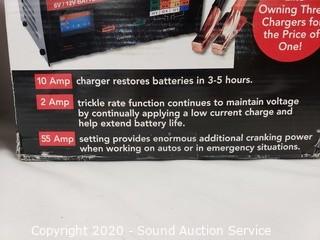 6V / 12V BATTE
Owning Three
Chargers for
the Price of
One!
10 Amp charger restores batteries in 3-5 hours.
2 Amp trickle rate function continues to maintain voltage
by continually applying a low current charge and
help extend battery life.
55 Amp setting provides enormous additional cranking power
when working on autos or in emergency situations.
Copyright 2020 - Sound Auction Service